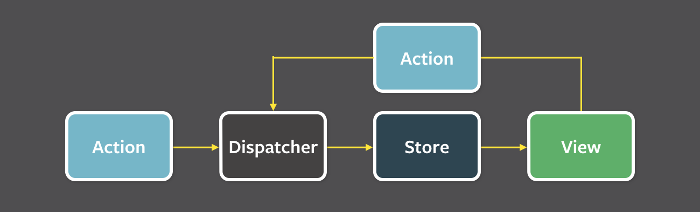 Action
Action
Dispatcher
Store
View